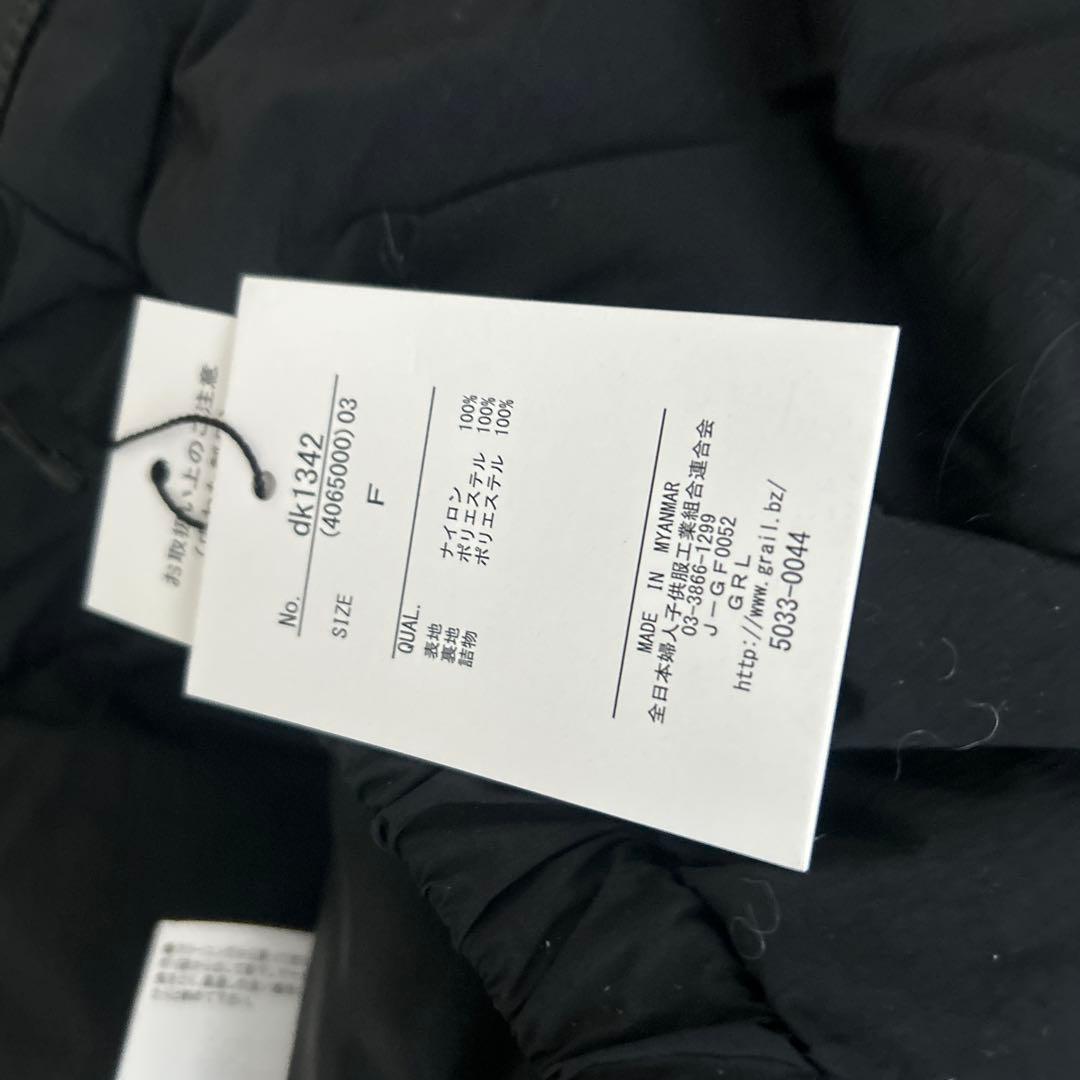 No. dk1342
(4065000)03
SIZE F
QUAL.
表地 ナイロン 100%
裏地 ポリエステル 100%
詰物 ポリエステル 100%
MADE IN MYANMAR
全日本婦人子供服工業組合連合会
03-3866-1299
J-GF0052
GRL
http://www.grail.bz/
5033-0044
お取扱い上のご注意